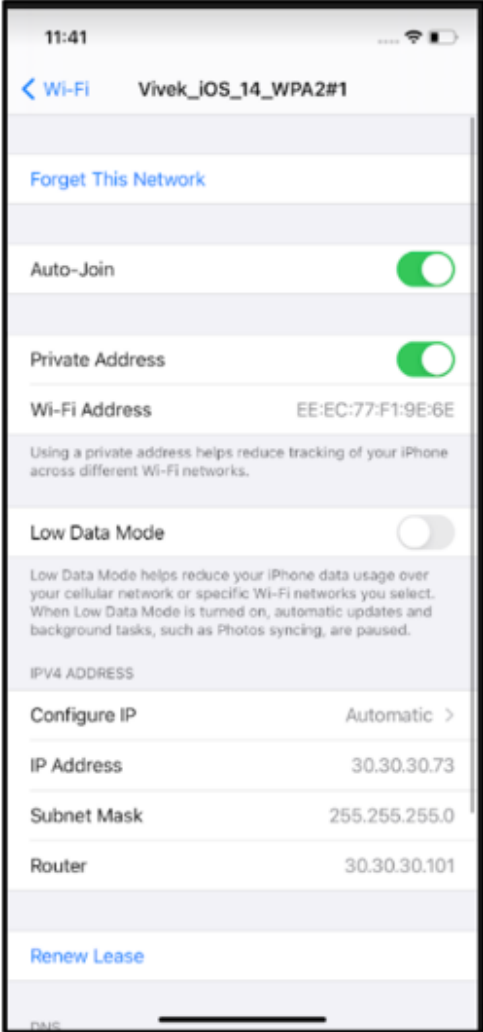 11:41
Wi-Fi Vivek_iOS_14_WPA2#1
Forget This Network
Auto-Join
Private Address
Wi-Fi Address EE:EC:77:F1:9E:6E
Using a private address helps reduce tracking of your iPhone
across different Wi-Fi networks.
Low Data Mode
Low Data Mode helps reduce your iPhone data usage over
your cellular network or specific Wi-Fi networks you select.
When Low Data Mode is turned on, automatic updates and
background tasks, such as Photos syncing, are paused.
IPV4 ADDRESS
Configure IP Automatic
IP Address 30.30.30.73
Subnet Mask 255.255.255.0
Router 30.30.30.101
Renew Lease
DNS